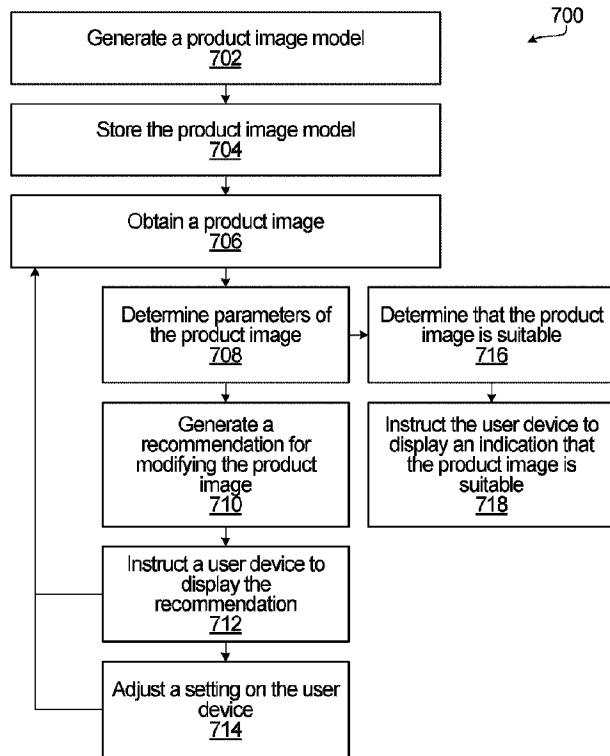 700
Generate a product image model
702
Store the product image model
704
Obtain a product image
706
Determine parameters of
the product image
708
Determine that the product
image is suitable
716
Generate a
recommendation for
modifying the product
image
710
Instruct the user device to
display an indication that
the product image is
suitable
718
Instruct a user device to
display the
recommendation
712
Adjust a setting on the user
device
714